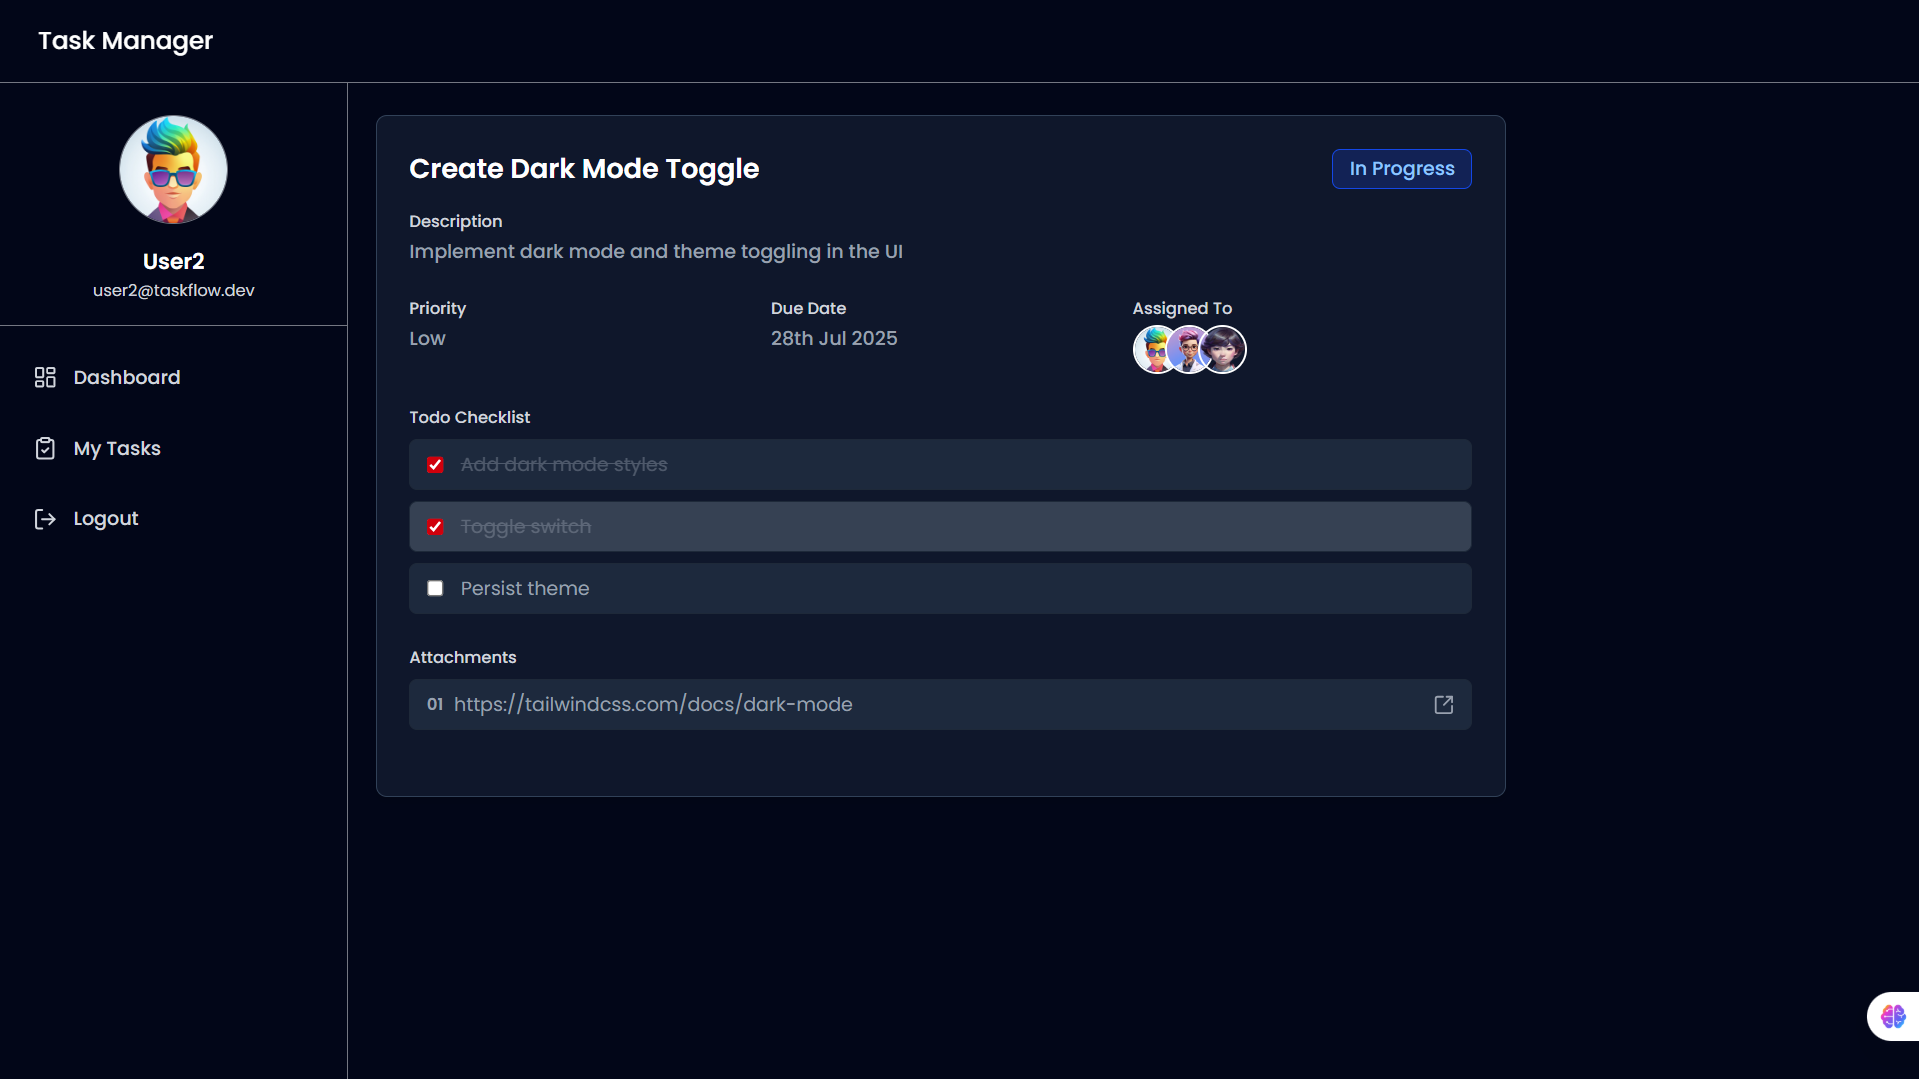 Task Manager
User2
user2@taskflow.dev
Dashboard
My Tasks
Logout
Create Dark Mode Toggle
In Progress
Description
Implement dark mode and theme toggling in the UI
Priority
Low
Due Date
28th Jul 2025
Assigned To
Todo Checklist
Add dark mode styles
Toggle switch
Persist theme
Attachments
01 https://tailwindcss.com/docs/dark-mode